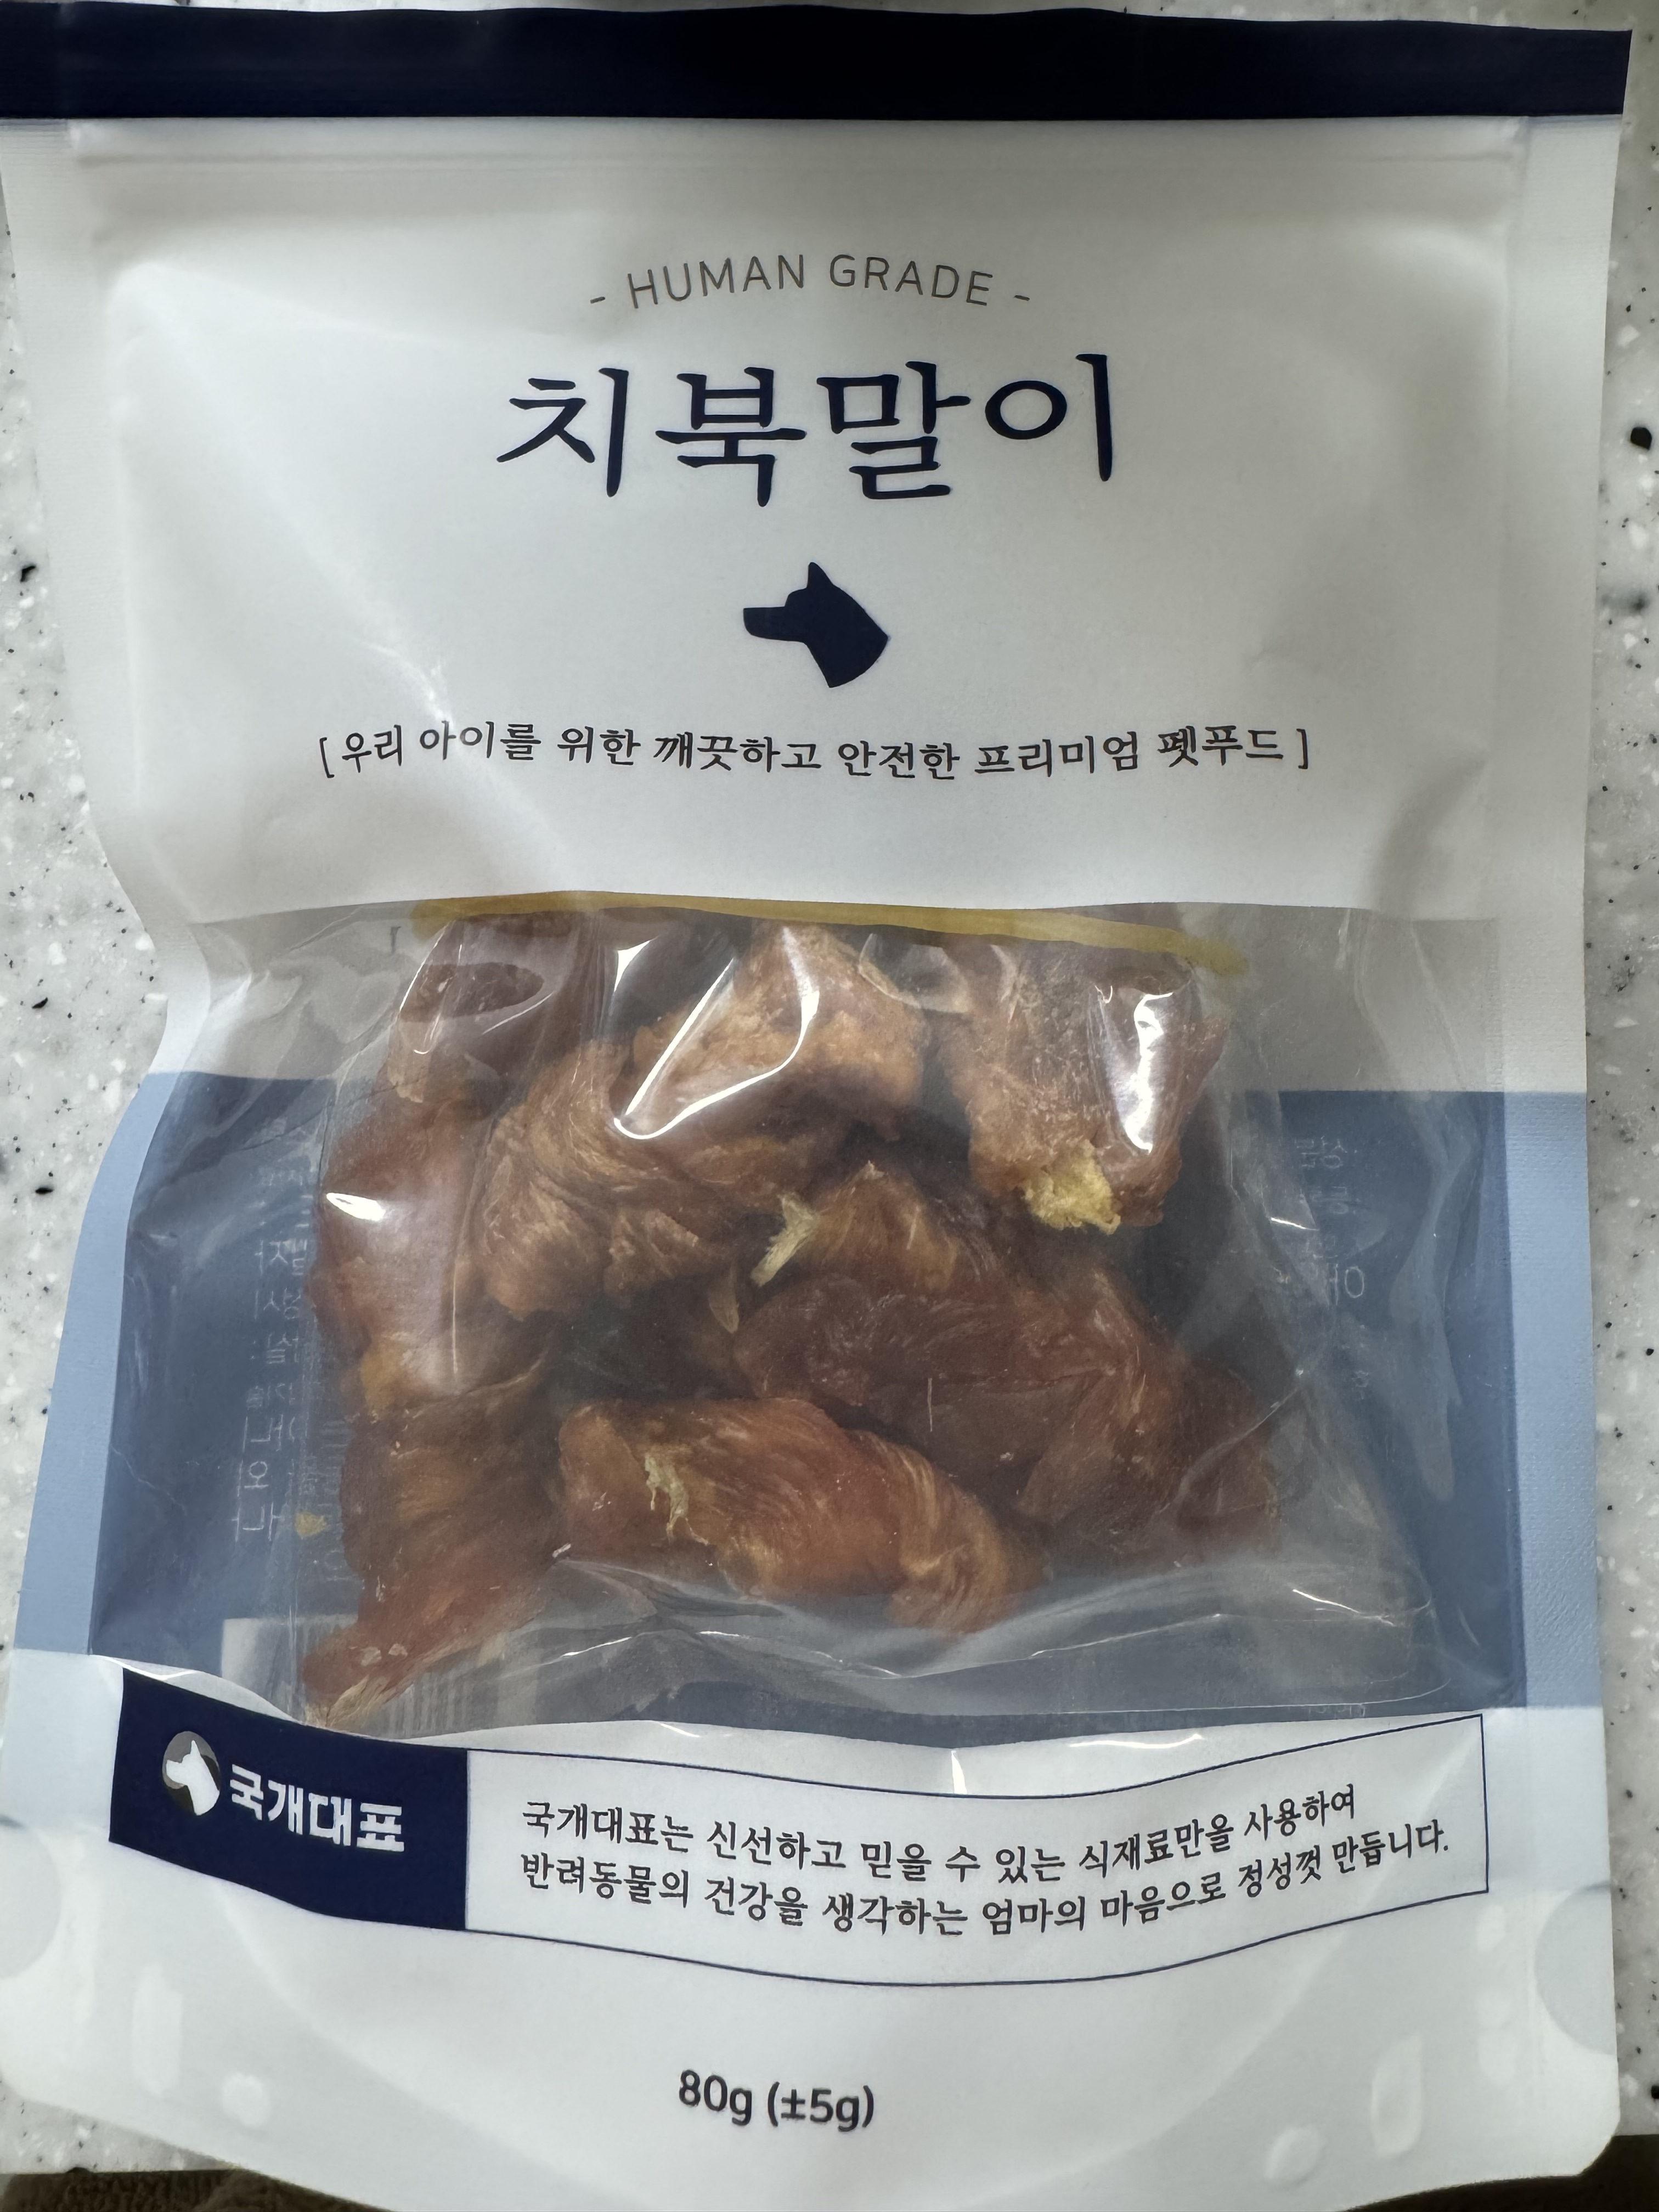 - HUMAN GRADE -
치북말이
[ 우리 아이를 위한 깨끗하고 안전한 프리미엄 펫푸드 ]
국개대표
국개대표는 신선하고 믿을 수 있는 식재료만을 사용하여
반려동물의 건강을 생각하는 엄마의 마음으로 정성껏 만듭니다.
80g (±5g)